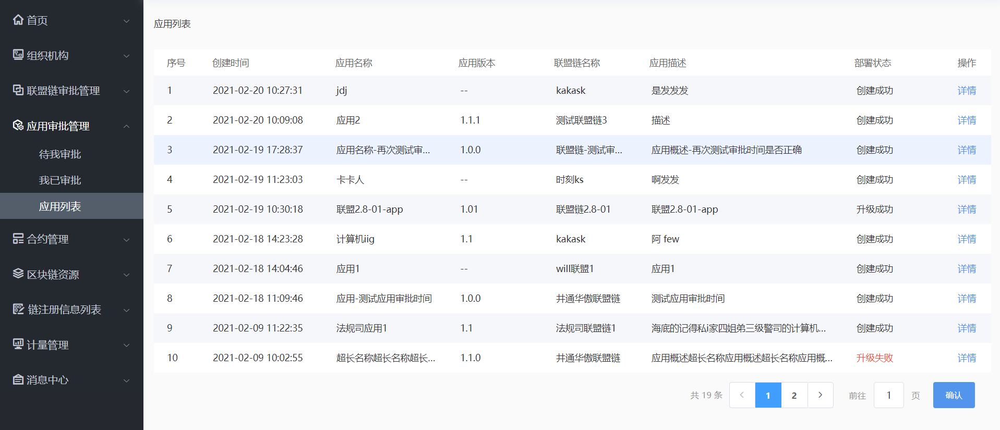 首页
组织机构
联盟链审批管理
应用审批管理
待我审批
我已审批
应用列表
合约管理
区块链资源
链注册信息列表
计量管理
消息中心
应用列表
序号 创建时间 应用名称 应用版本 联盟链名称 应用描述 部署状态 操作
1 2021-02-20 10:27:31 jdj -- kakask 是发发发 创建成功 详情
2 2021-02-20 10:09:08 应用2 1.1.1 测试联盟链3 描述 创建成功 详情
3 2021-02-19 17:28:37 应用名称-再次测试审... 1.0.0 联盟链-测试审... 应用概述-再次测试审批时间是否正确 创建成功 详情
4 2021-02-19 11:23:03 卡卡人 -- 时刻ks 啊发发 创建成功 详情
5 2021-02-19 10:30:18 联盟2.8-01-app 1.01 联盟链2.8-01 联盟2.8-01-app 升级成功 详情
6 2021-02-18 14:23:28 计算机iig 1.1 kakask 阿 few 创建成功 详情
7 2021-02-18 14:04:46 应用1 -- will联盟1 应用1 创建成功 详情
8 2021-02-18 11:09:46 应用-测试应用审批时间 1.0.0 井通华傲联盟链 测试应用审批时间 创建成功 详情
9 2021-02-09 11:22:35 法规司应用1 1.1 法规司联盟链1 海底的记得私i家四姐弟三级警司的计算机... 创建成功 详情
10 2021-02-09 10:02:55 超长名称超长名称超长... 1.1.0 井通华傲联盟链 应用概述超长名称应用概述超长名称应用概... 升级失败 详情
共 19 条 1 2 前往 1 页 确认